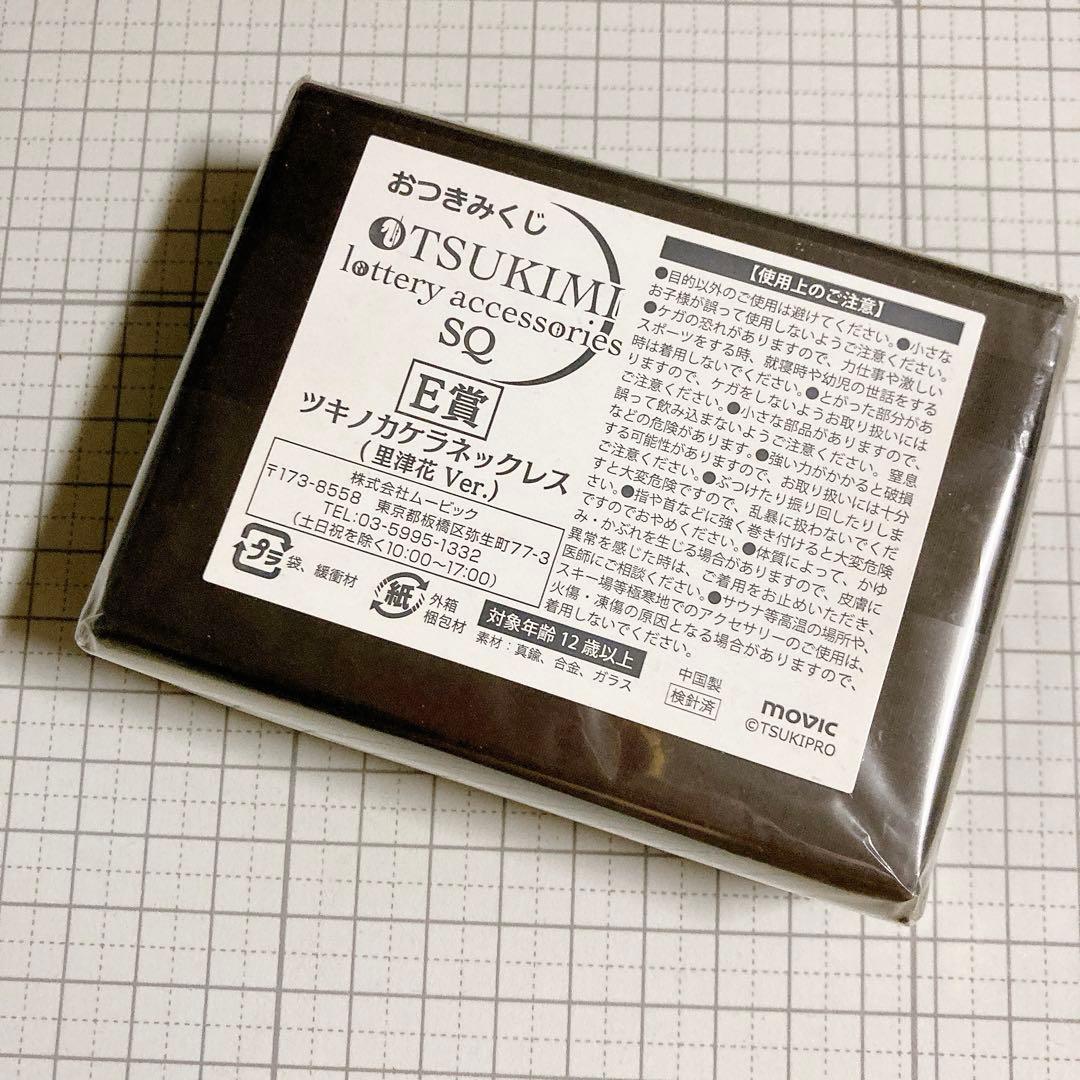 おつきみくじ
OTSUKIMI
lottery accessories
SQ
E賞
ツキノカケラネックレス
(里津花 Ver.)
株式会社ムービック
〒173-8558 東京都板橋区弥生町77-3
TEL:03-5995-1332
(土日祝を除く10:00〜17:00)
プラ 袋、緩衝材
紙 外箱
梱包材
対象年齢12歳以上
素材：真鍮、合金、ガラス
【使用上のご注意】
●目的以外のご使用は避けてください。●小さな
お子様が誤って使用しないようご注意ください。
●ケガの恐れがありますので、力仕事や激しい
スポーツをする時、就寝時や幼児の世話をする
時は着用しないでください。●とがった部分があ
りますので、ケガをしないようお取り扱いには
ご注意ください。●小さな部品がありますので、
誤って飲み込まないようご注意ください。窒息
などの危険があります。●強い力がかかると破損
する可能性がありますので、お取り扱いには十分
ご注意ください。●ぶつけたり振り回したりしま
すと大変危険ですので、乱暴に扱わないでくだ
さい。●指や首などに強く巻き付けると大変危険
ですのでおやめください。●体質によって、かゆ
み・かぶれを生じる場合がありますので、皮膚に
異常を感じた時は、ご着用をお止めいただき、
医師にご相談ください。●サウナ等高温の場所や、
スキー場等極寒地でのアクセサリーのご使用は、
火傷・凍傷の原因となる場合がありますので、
着用しないでください。
中国製
検針済
movic
©TSUKIPRO